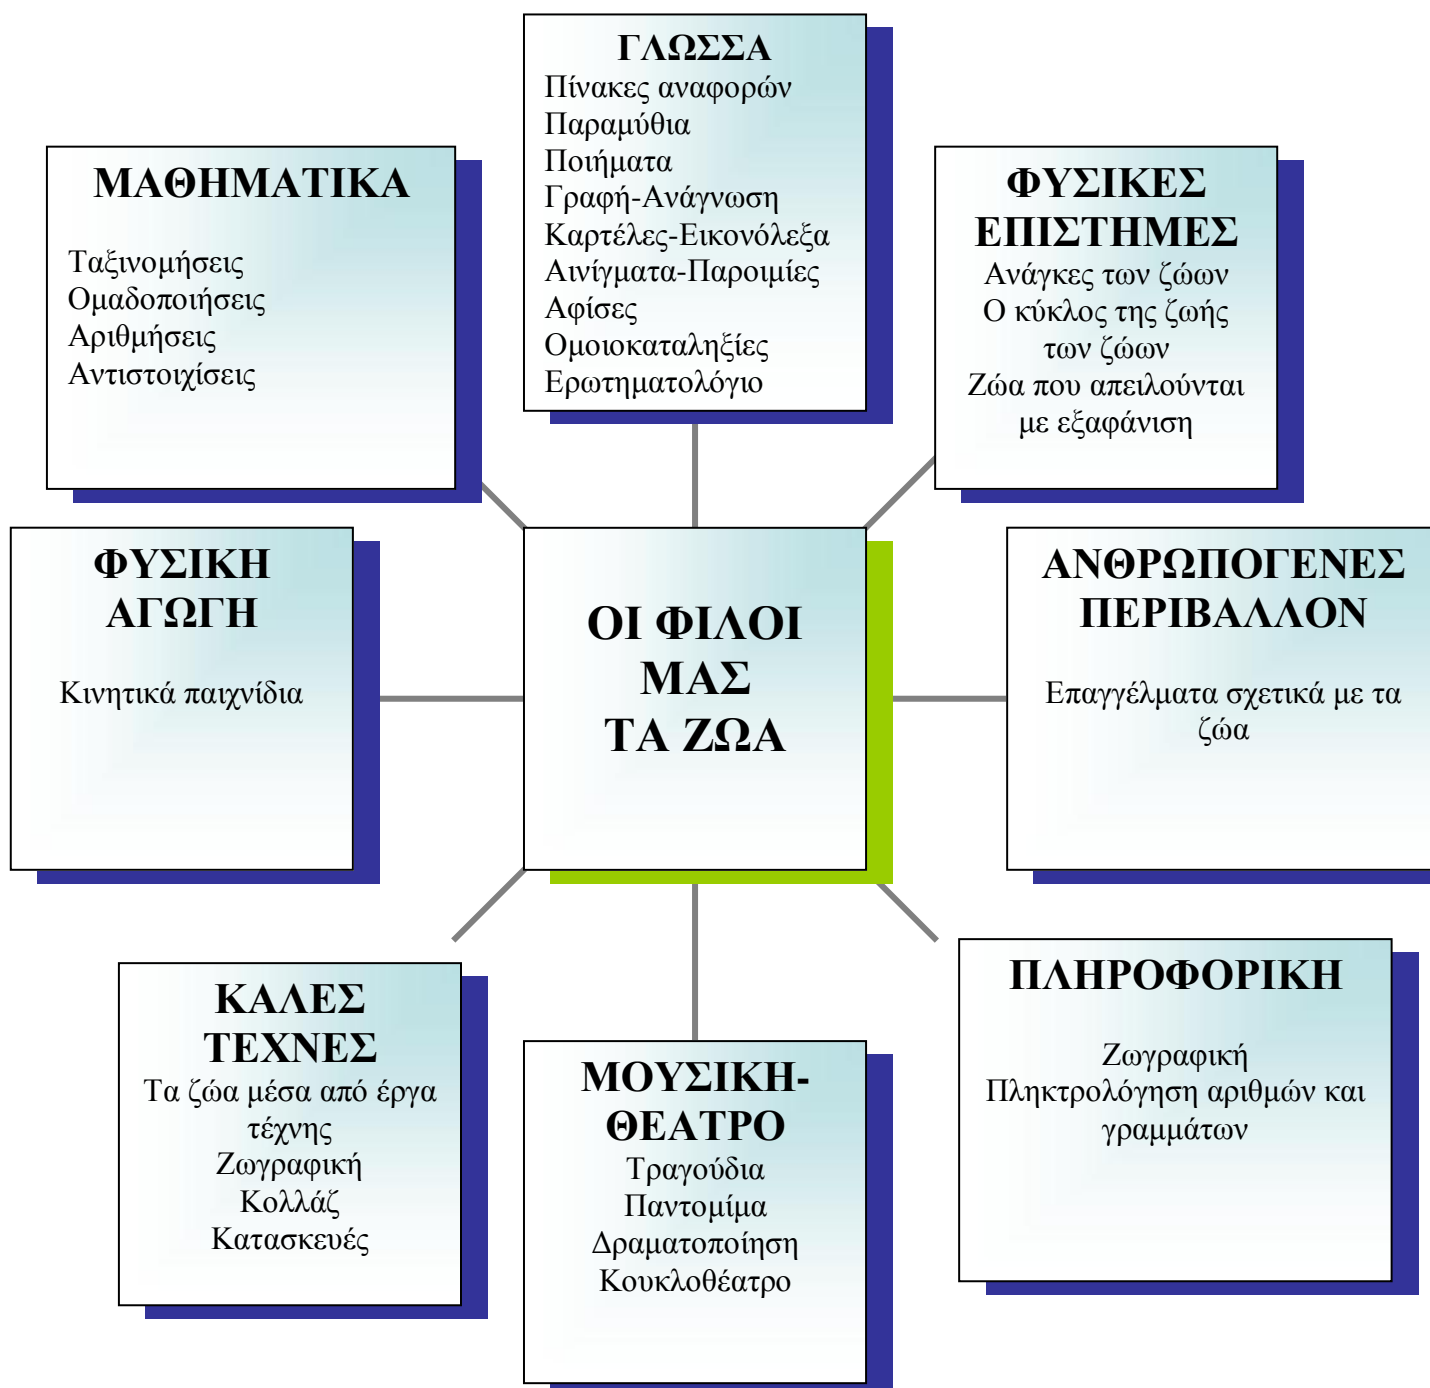 ΓΛΩΣΣΑ
Πίνακες αναφορών
Παραμύθια
Ποιήματα
Γραφή-Ανάγνωση
Καρτέλες-Εικονόλεξα
Αινίγματα-Παροιμίες
Αφίσες
Ομοιοκαταληξίες
Ερωτηματολόγιο
ΜΑΘΗΜΑΤΙΚΑ
Ταξινομήσεις
Ομαδοποιήσεις
Αριθμήσεις
Αντιστοιχίσεις
ΦΥΣΙΚΕΣ
ΕΠΙΣΤΗΜΕΣ
Ανάγκες των ζώων
Ο κύκλος της ζωής
των ζώων
Ζώα που απειλούνται
με εξαφάνιση
ΦΥΣΙΚΗ
ΑΓΩΓΗ
Κινητικά παιχνίδια
ΟΙ ΦΙΛΟΙ
ΜΑΣ
ΤΑ ΖΩΑ
ΑΝΘΡΩΠΟΓΕΝΕΣ
ΠΕΡΙΒΑΛΛΟΝ
Επαγγέλματα σχετικά με τα
ζώα
ΚΑΛΕΣ
ΤΕΧΝΕΣ
Τα ζώα μέσα από έργα
τέχνης
Ζωγραφική
Κολλάζ
Κατασκευές
ΜΟΥΣΙΚΗ-
ΘΕΑΤΡΟ
Τραγούδια
Παντομίμα
Δραματοποίηση
Κουκλοθέατρο
ΠΛΗΡΟΦΟΡΙΚΗ
Ζωγραφική
Πληκτρολόγηση αριθμών και
γραμμάτων